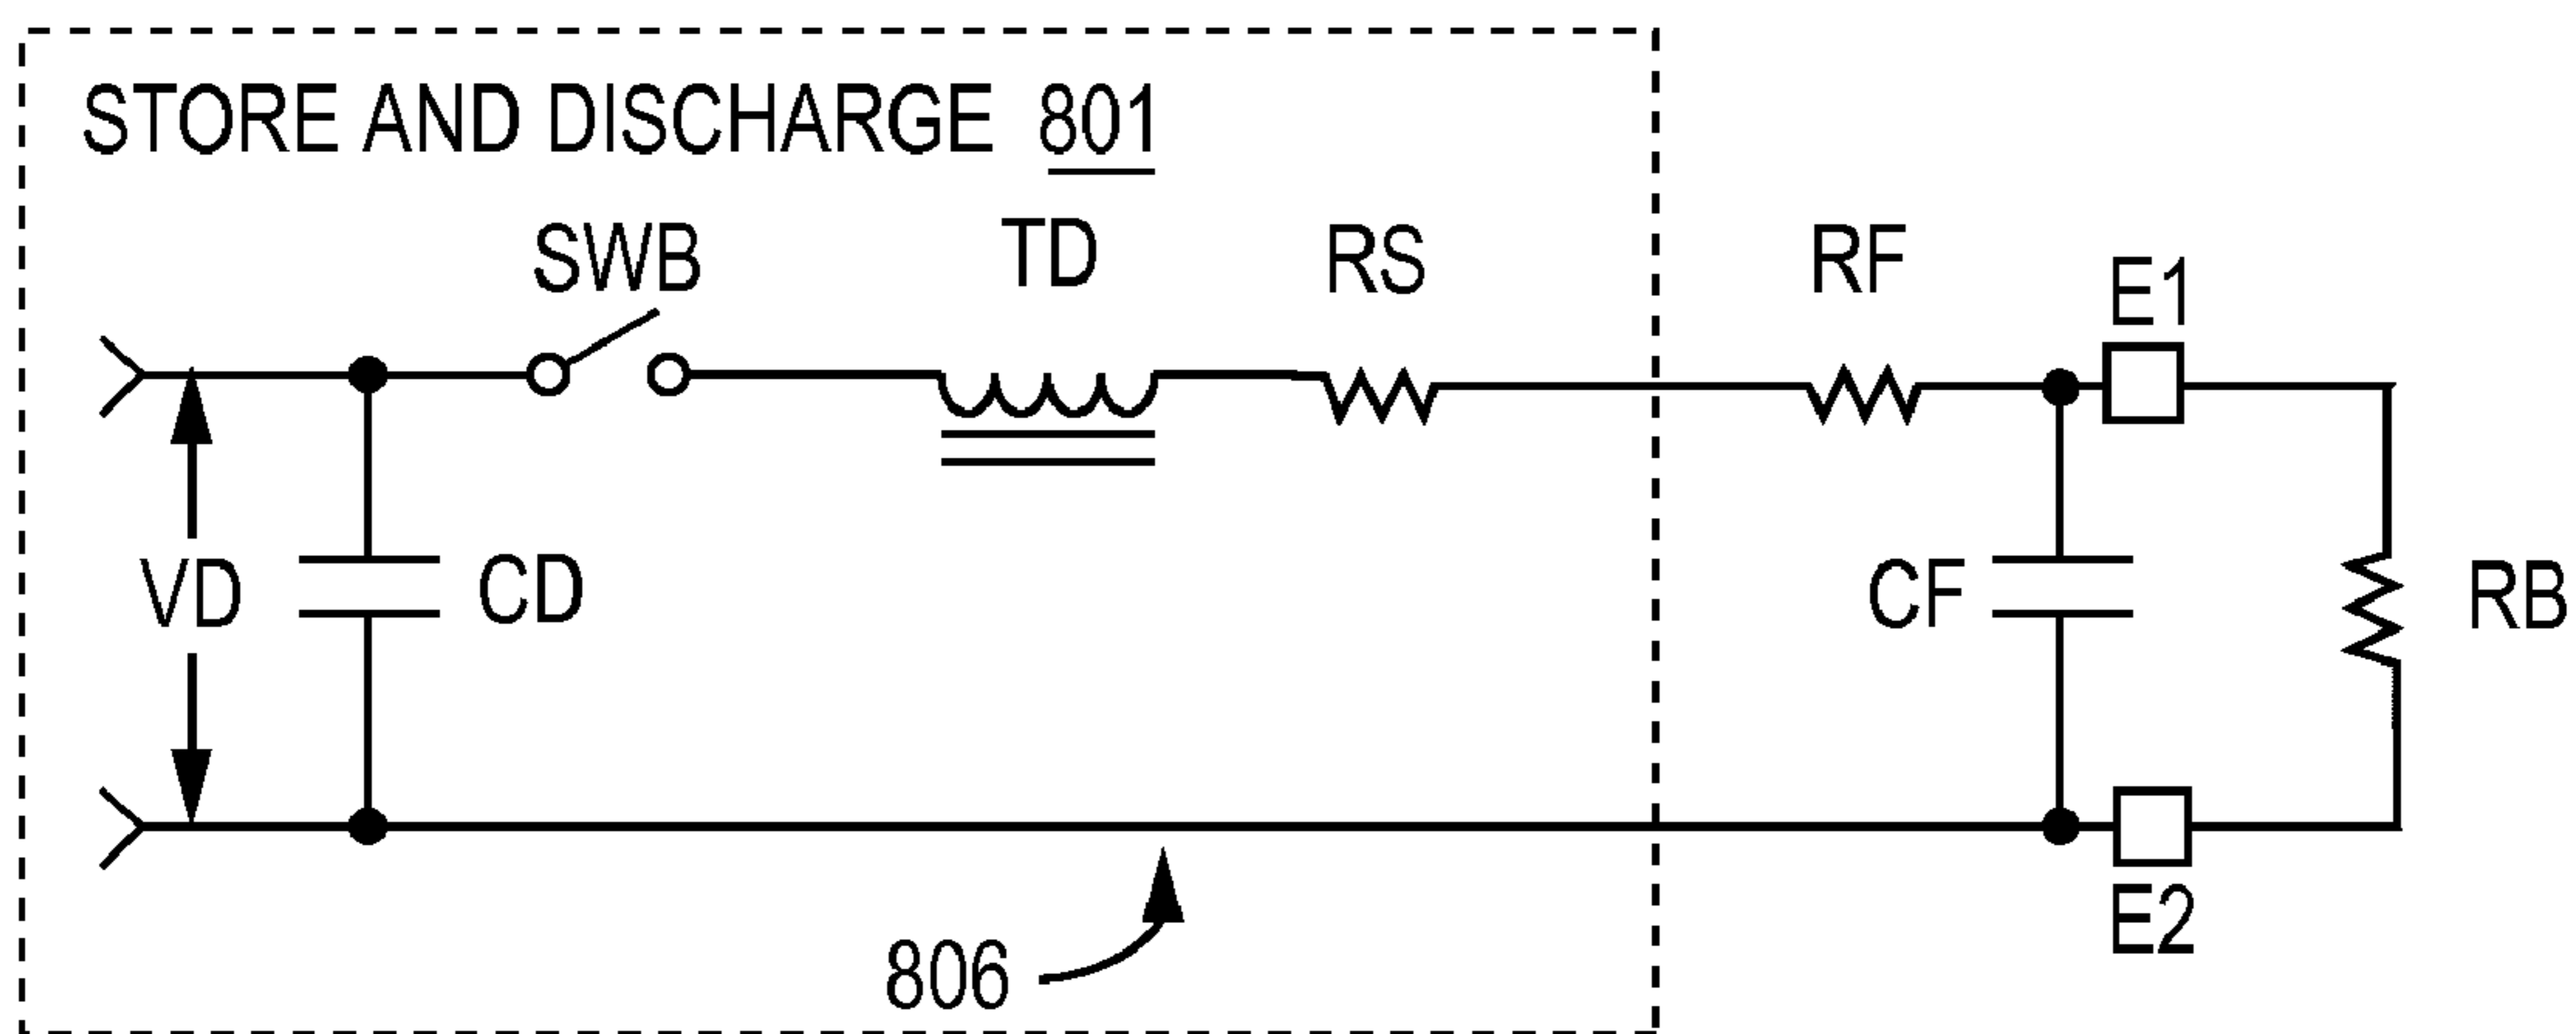 STORE AND DISCHARGE 801
SWB
TD
RS
RF
E1
VD
CD
CF
RB
806
E2